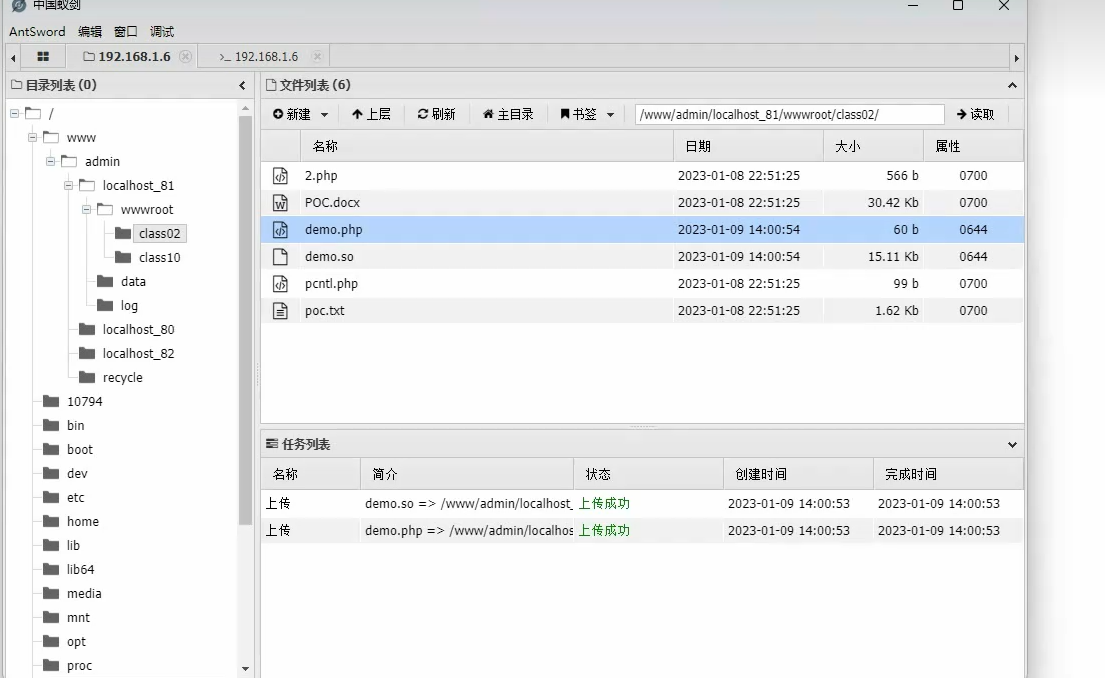 中国蚁剑
AntSword 编辑 窗口 调试
192.168.1.6 >_ 192.168.1.6
目录列表 (0)
/
www
admin
localhost_81
wwwroot
class02
class10
data
log
localhost_80
localhost_82
recycle
10794
bin
boot
dev
etc
home
lib
lib64
media
mnt
opt
proc
文件列表 (6)
新建 上层 刷新 主目录 书签 /www/admin/localhost_81/wwwroot/class02/ 读取
名称 日期 大小 属性
2.php 2023-01-08 22:51:25 566 b 0700
POC.docx 2023-01-08 22:51:25 30.42 Kb 0700
demo.php 2023-01-09 14:00:54 60 b 0644
demo.so 2023-01-09 14:00:54 15.11 Kb 0644
pcntl.php 2023-01-08 22:51:25 99 b 0700
poc.txt 2023-01-08 22:51:25 1.62 Kb 0700
任务列表
名称 简介 状态 创建时间 完成时间
上传 demo.so => /www/admin/localhost_ 上传成功 2023-01-09 14:00:53 2023-01-09 14:00:53
上传 demo.php => /www/admin/localhos 上传成功 2023-01-09 14:00:53 2023-01-09 14:00:53